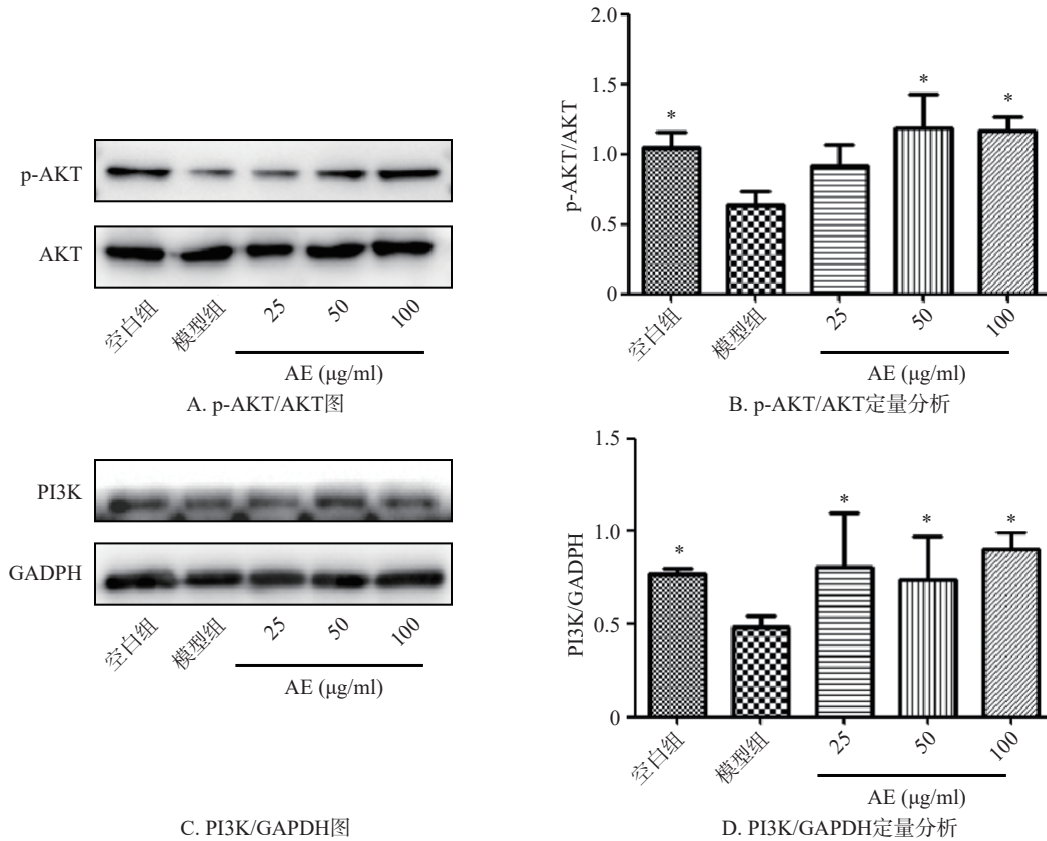 p-AKT
AKT
空白组
模型组
25
50
100
AE (μg/ml)
A. p-AKT/AKT图
2.0
1.5
1.0
0.5
0
p-AKT/AKT
*
*
*
空白组
模型组
25
50
100
AE (μg/ml)
B. p-AKT/AKT定量分析
PI3K
GADPH
空白组
模型组
25
50
100
AE (μg/ml)
C. PI3K/GAPDH图
1.5
1.0
0.5
0
PI3K/GADPH
*
*
*
*
空白组
模型组
25
50
100
AE (μg/ml)
D. PI3K/GAPDH定量分析